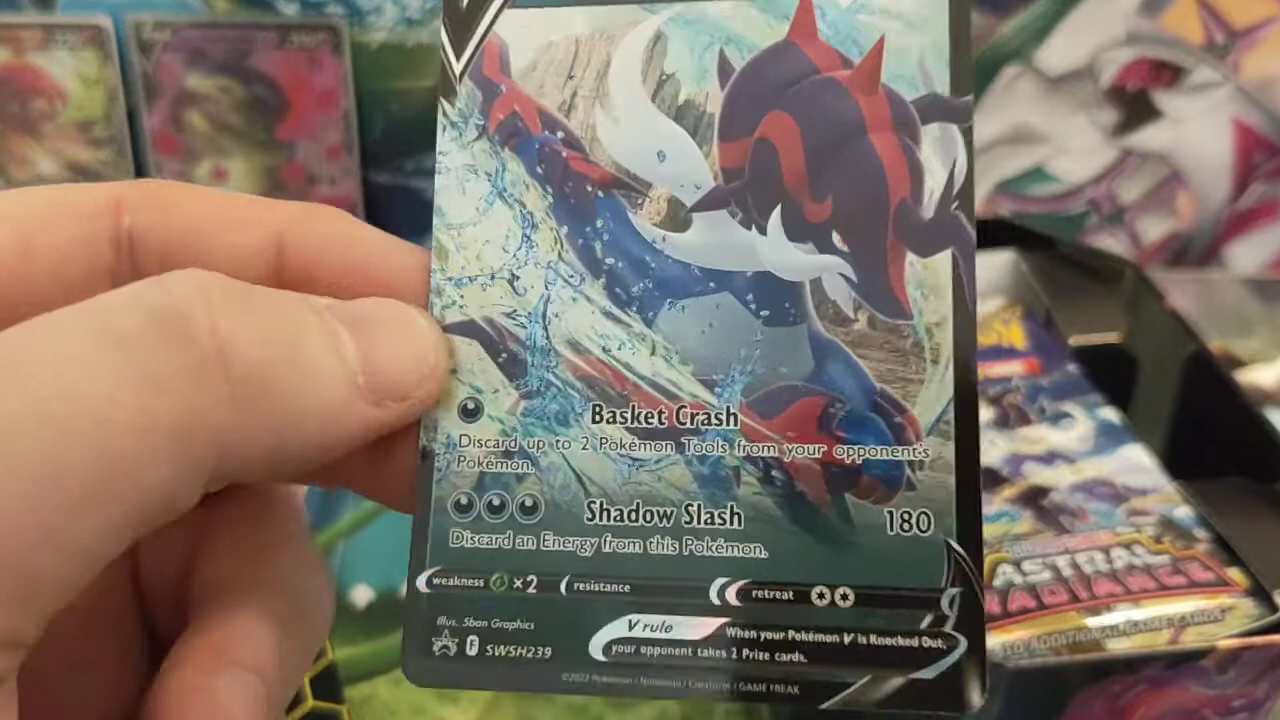 Basket Crash
Discard up to 2 Pokémon Tools from your opponent's
Pokémon.
Shadow Slash 180
Discard an Energy from this Pokémon.
weakness ×2 resistance retreat
Illus. 5ban Graphics
V rule When your Pokémon V is Knocked Out,
your opponent takes 2 Prize cards.
F SWSH239
©2022 Pokémon / Nintendo / Creatures / GAME FREAK
ASTRAL
RADIANCE
10 ADDITIONAL GAME CARDS